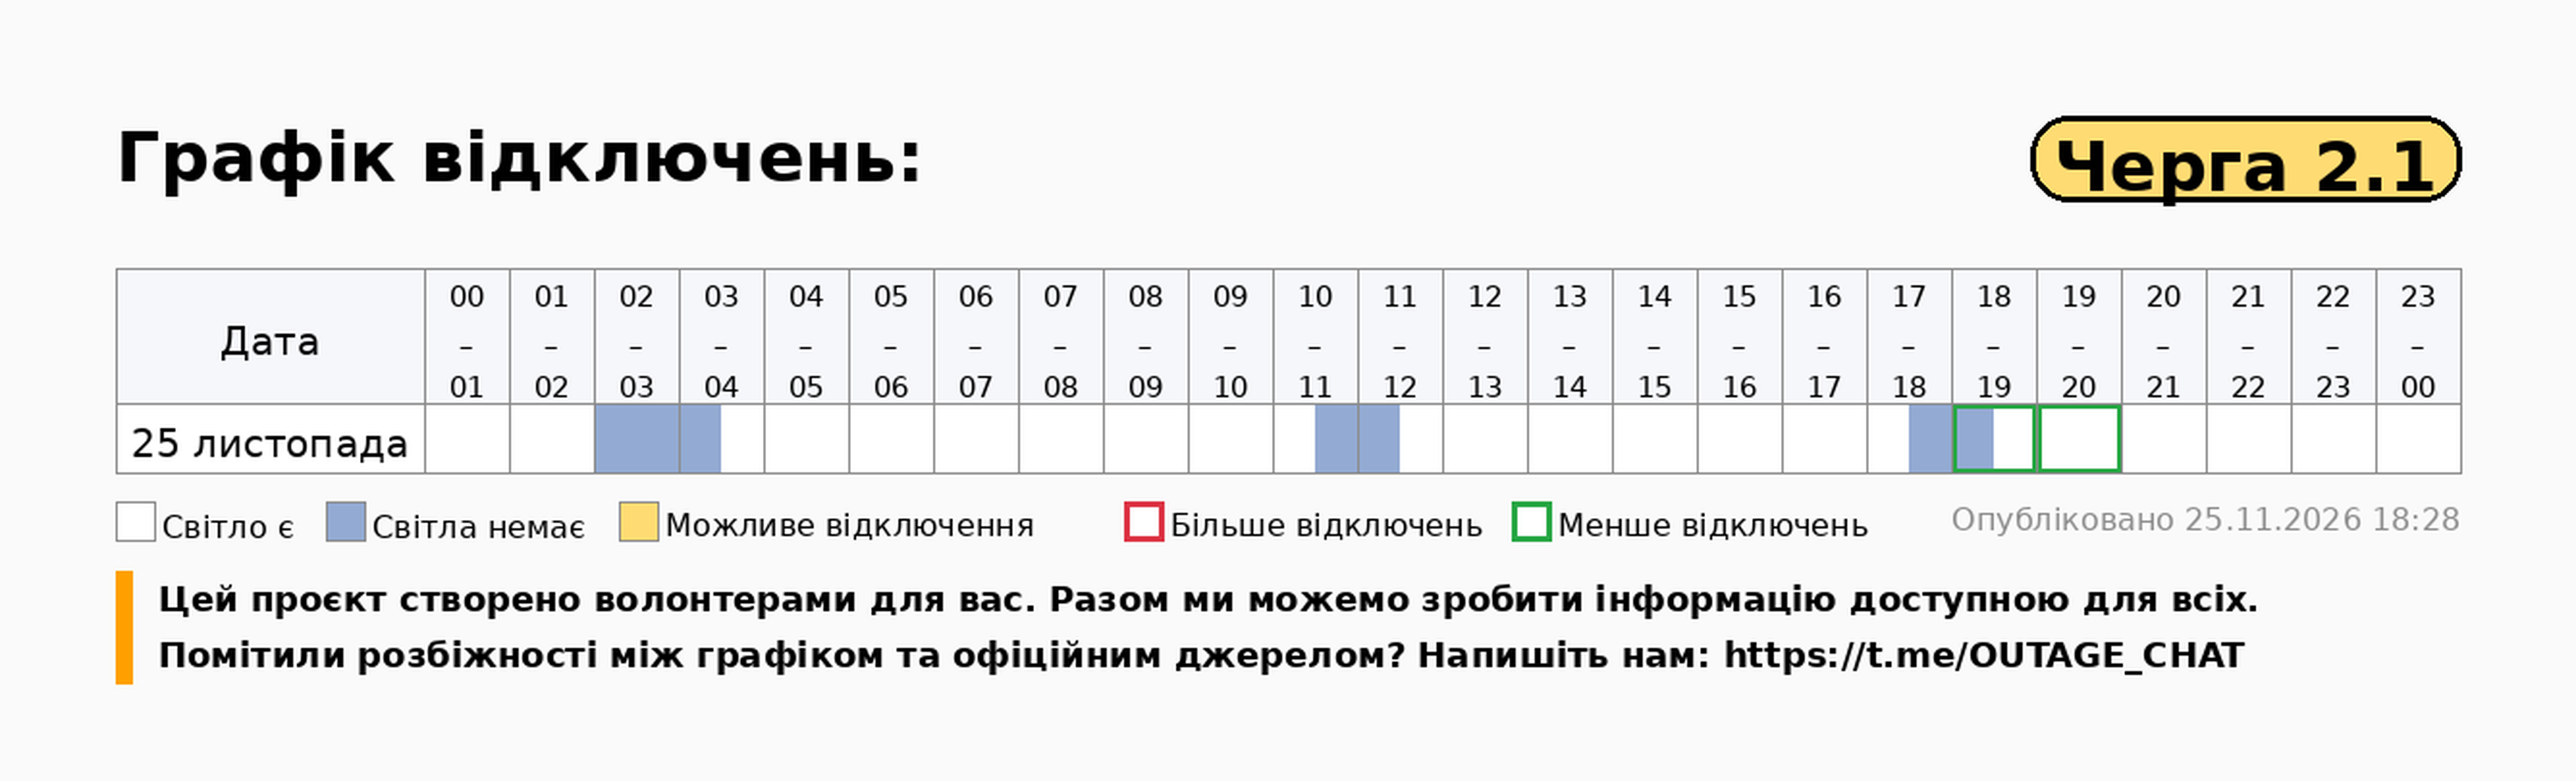 Графік відключень:
Черга 2.1
Дата
00 – 01
01 – 02
02 – 03
03 – 04
04 – 05
05 – 06
06 – 07
07 – 08
08 – 09
09 – 10
10 – 11
11 – 12
12 – 13
13 – 14
14 – 15
15 – 16
16 – 17
17 – 18
18 – 19
19 – 20
20 – 21
21 – 22
22 – 23
23 – 00
25 листопада
Світло є
Світла немає
Можливе відключення
Більше відключень
Менше відключень
Опубліковано 25.11.2026 18:28
Цей проєкт створено волонтерами для вас. Разом ми можемо зробити інформацію доступною для всіх.
Помітили розбіжності між графіком та офіційним джерелом? Напишіть нам: https://t.me/OUTAGE_CHAT